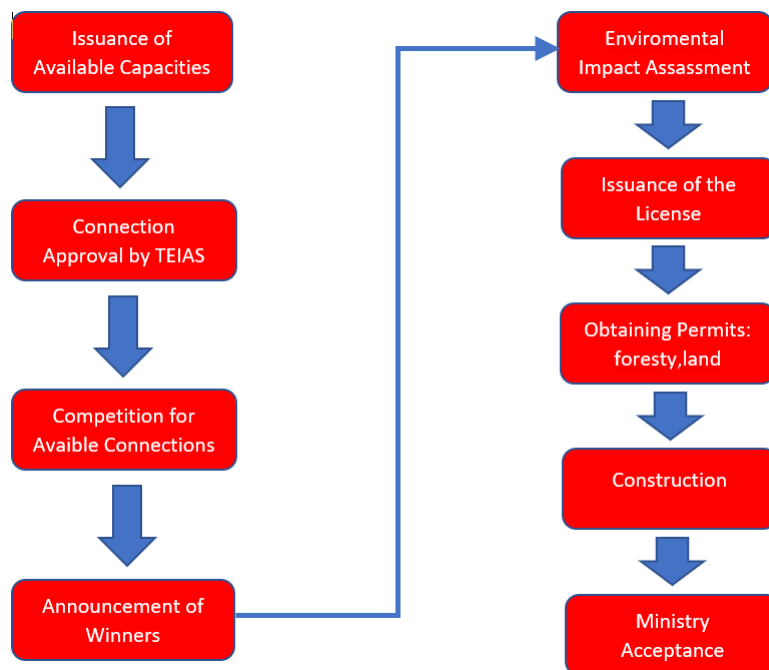 Issuance of
Available Capacities
Connection
Approval by TEIAS
Competition for
Avaible Connections
Announcement of
Winners
Enviromental
Impact Assassment
Issuance of the
License
Obtaining Permits:
foresty,land
Construction
Ministry
Acceptance